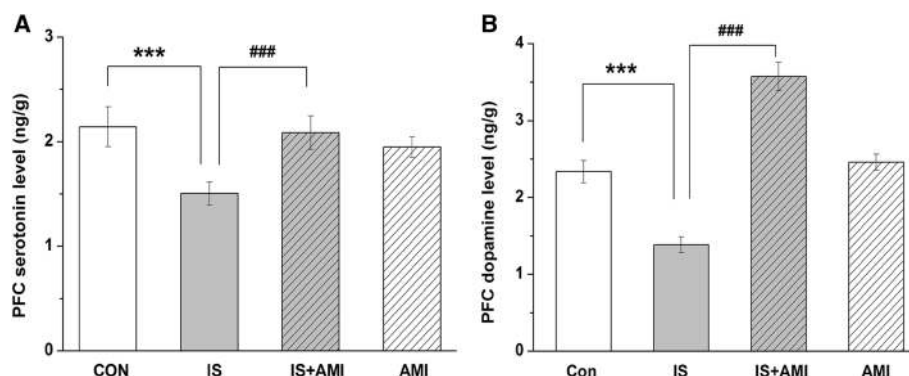 A
PFC serotonin level (ng/g)
3
2
1
0
***
###
CON IS IS+AMI AMI
B
PFC dopamine level (ng/g)
4
3
2
1
0
***
###
Con IS IS+AMI AMI